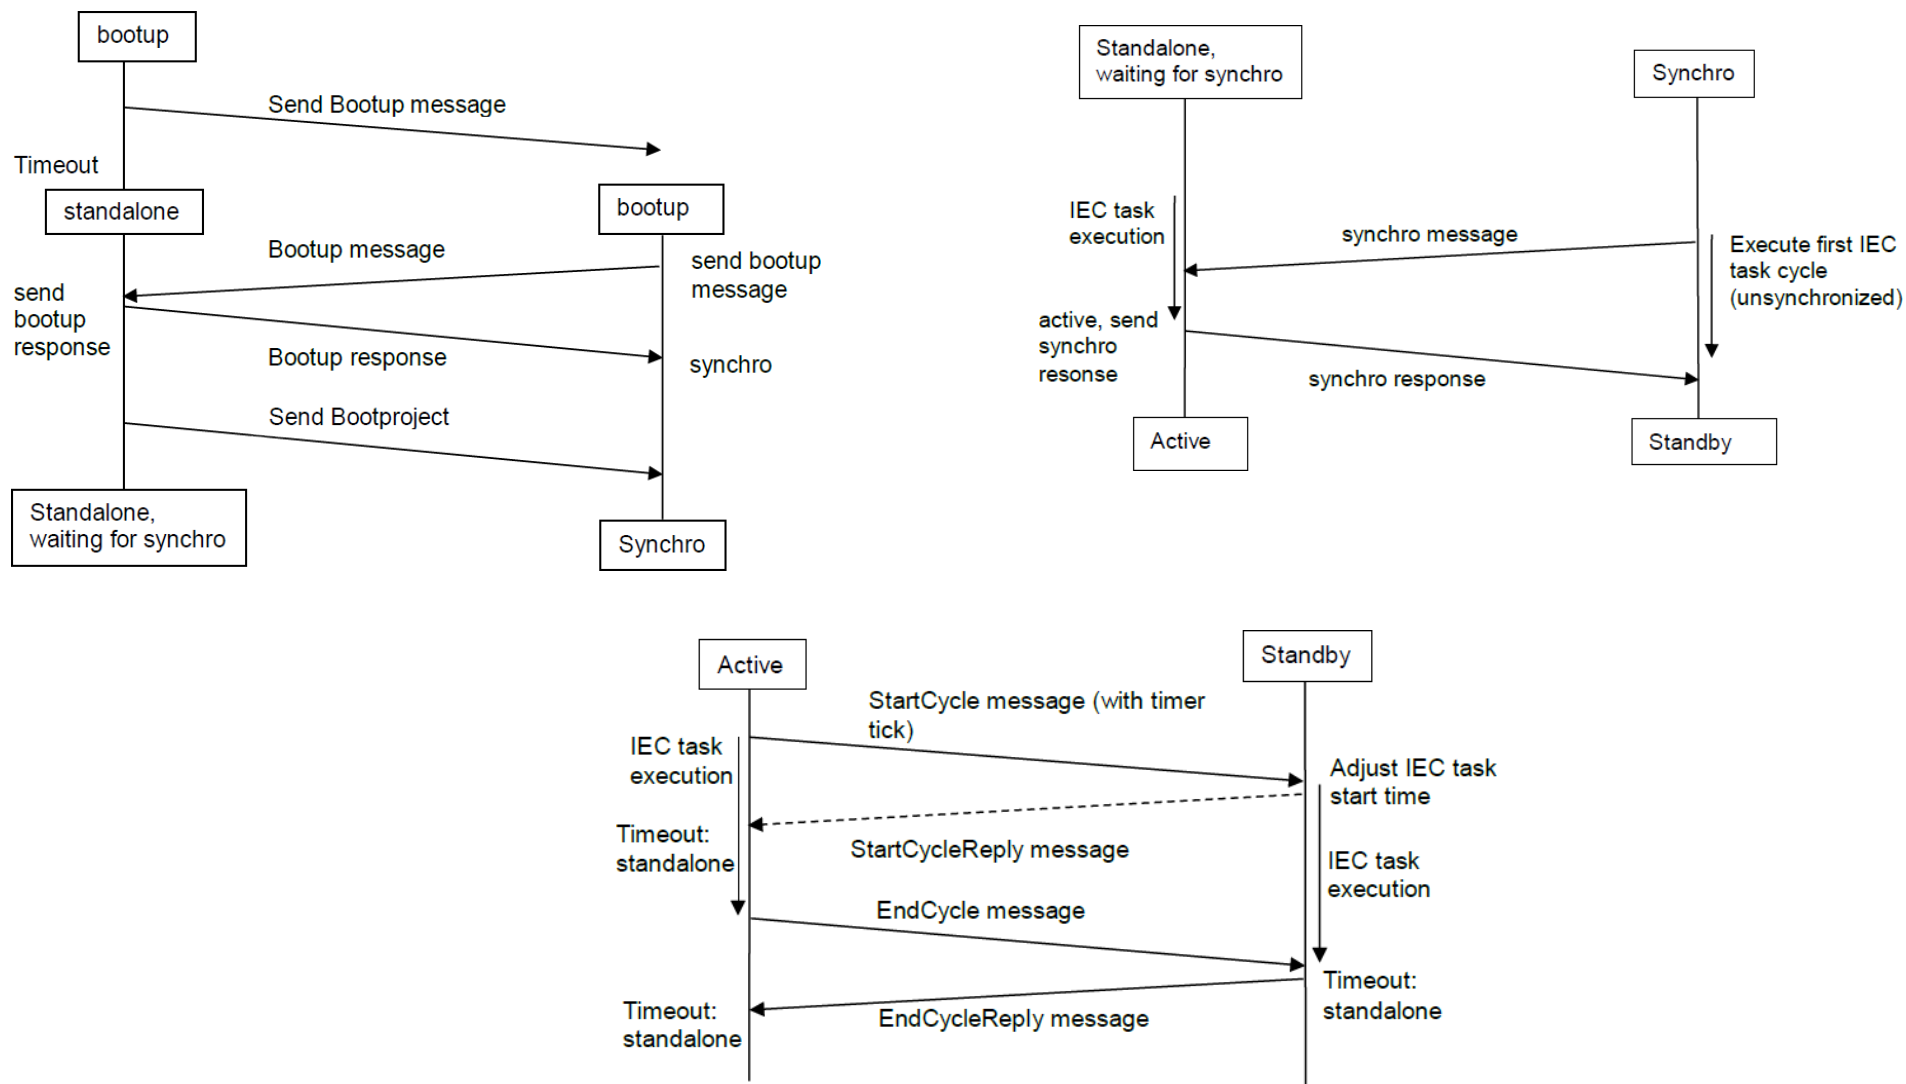 bootup
Send Bootup message
Timeout
standalone
bootup
Bootup message
send bootup
message
send
bootup
response
Bootup response
synchro
Send Bootproject
Standalone,
waiting for synchro
Synchro
Standalone,
waiting for synchro
Synchro
IEC task
execution
synchro message
Execute first IEC
task cycle
(unsynchronized)
active, send
synchro
resonse
synchro response
Active
Standby
Active
Standby
StartCycle message (with timer
tick)
IEC task
execution
Adjust IEC task
start time
Timeout:
standalone
StartCycleReply message
IEC task
execution
EndCycle message
Timeout:
standalone
Timeout:
standalone
EndCycleReply message